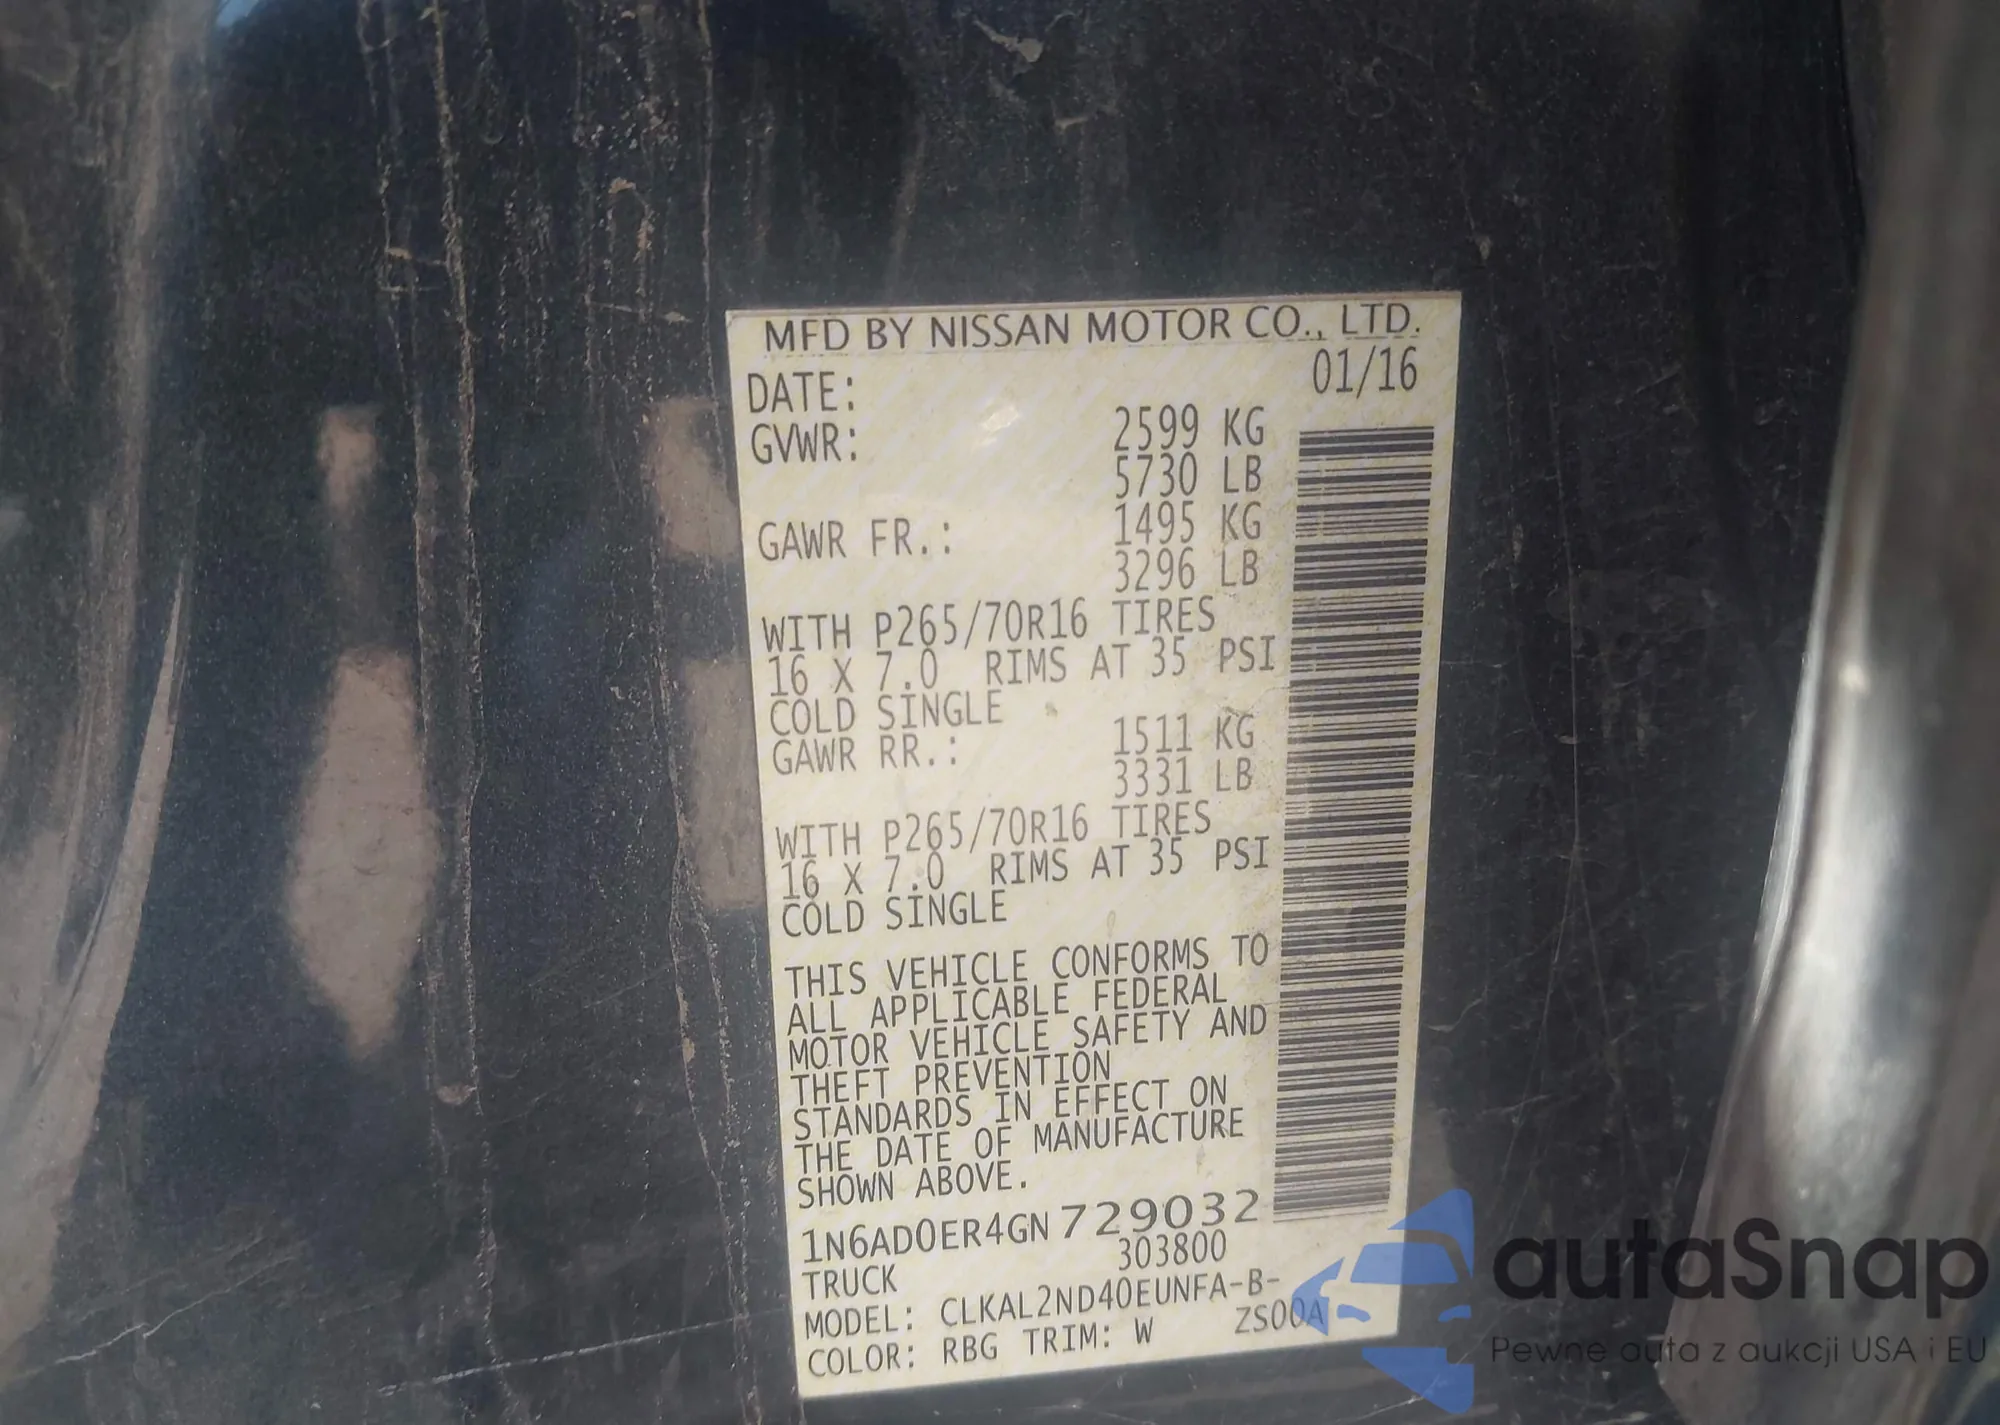 MFD BY NISSAN MOTOR CO., LTD.
DATE: 01/16
GVWR: 2599 KG
5730 LB
GAWR FR.: 1495 KG
3296 LB
WITH P265/70R16 TIRES
16 X 7.0 RIMS AT 35 PSI
COLD SINGLE
GAWR RR.: 1511 KG
3331 LB
WITH P265/70R16 TIRES
16 X 7.0 RIMS AT 35 PSI
COLD SINGLE
THIS VEHICLE CONFORMS TO
ALL APPLICABLE FEDERAL
MOTOR VEHICLE SAFETY AND
THEFT PREVENTION
STANDARDS IN EFFECT ON
THE DATE OF MANUFACTURE
SHOWN ABOVE.
1N6AD0ER4GN 729032
303800
TRUCK
MODEL: CLKAL2ND40EUNFA-B-
ZS00A
COLOR: RBG TRIM: W
autaSnap
Pewne auta z aukcji USA i EU